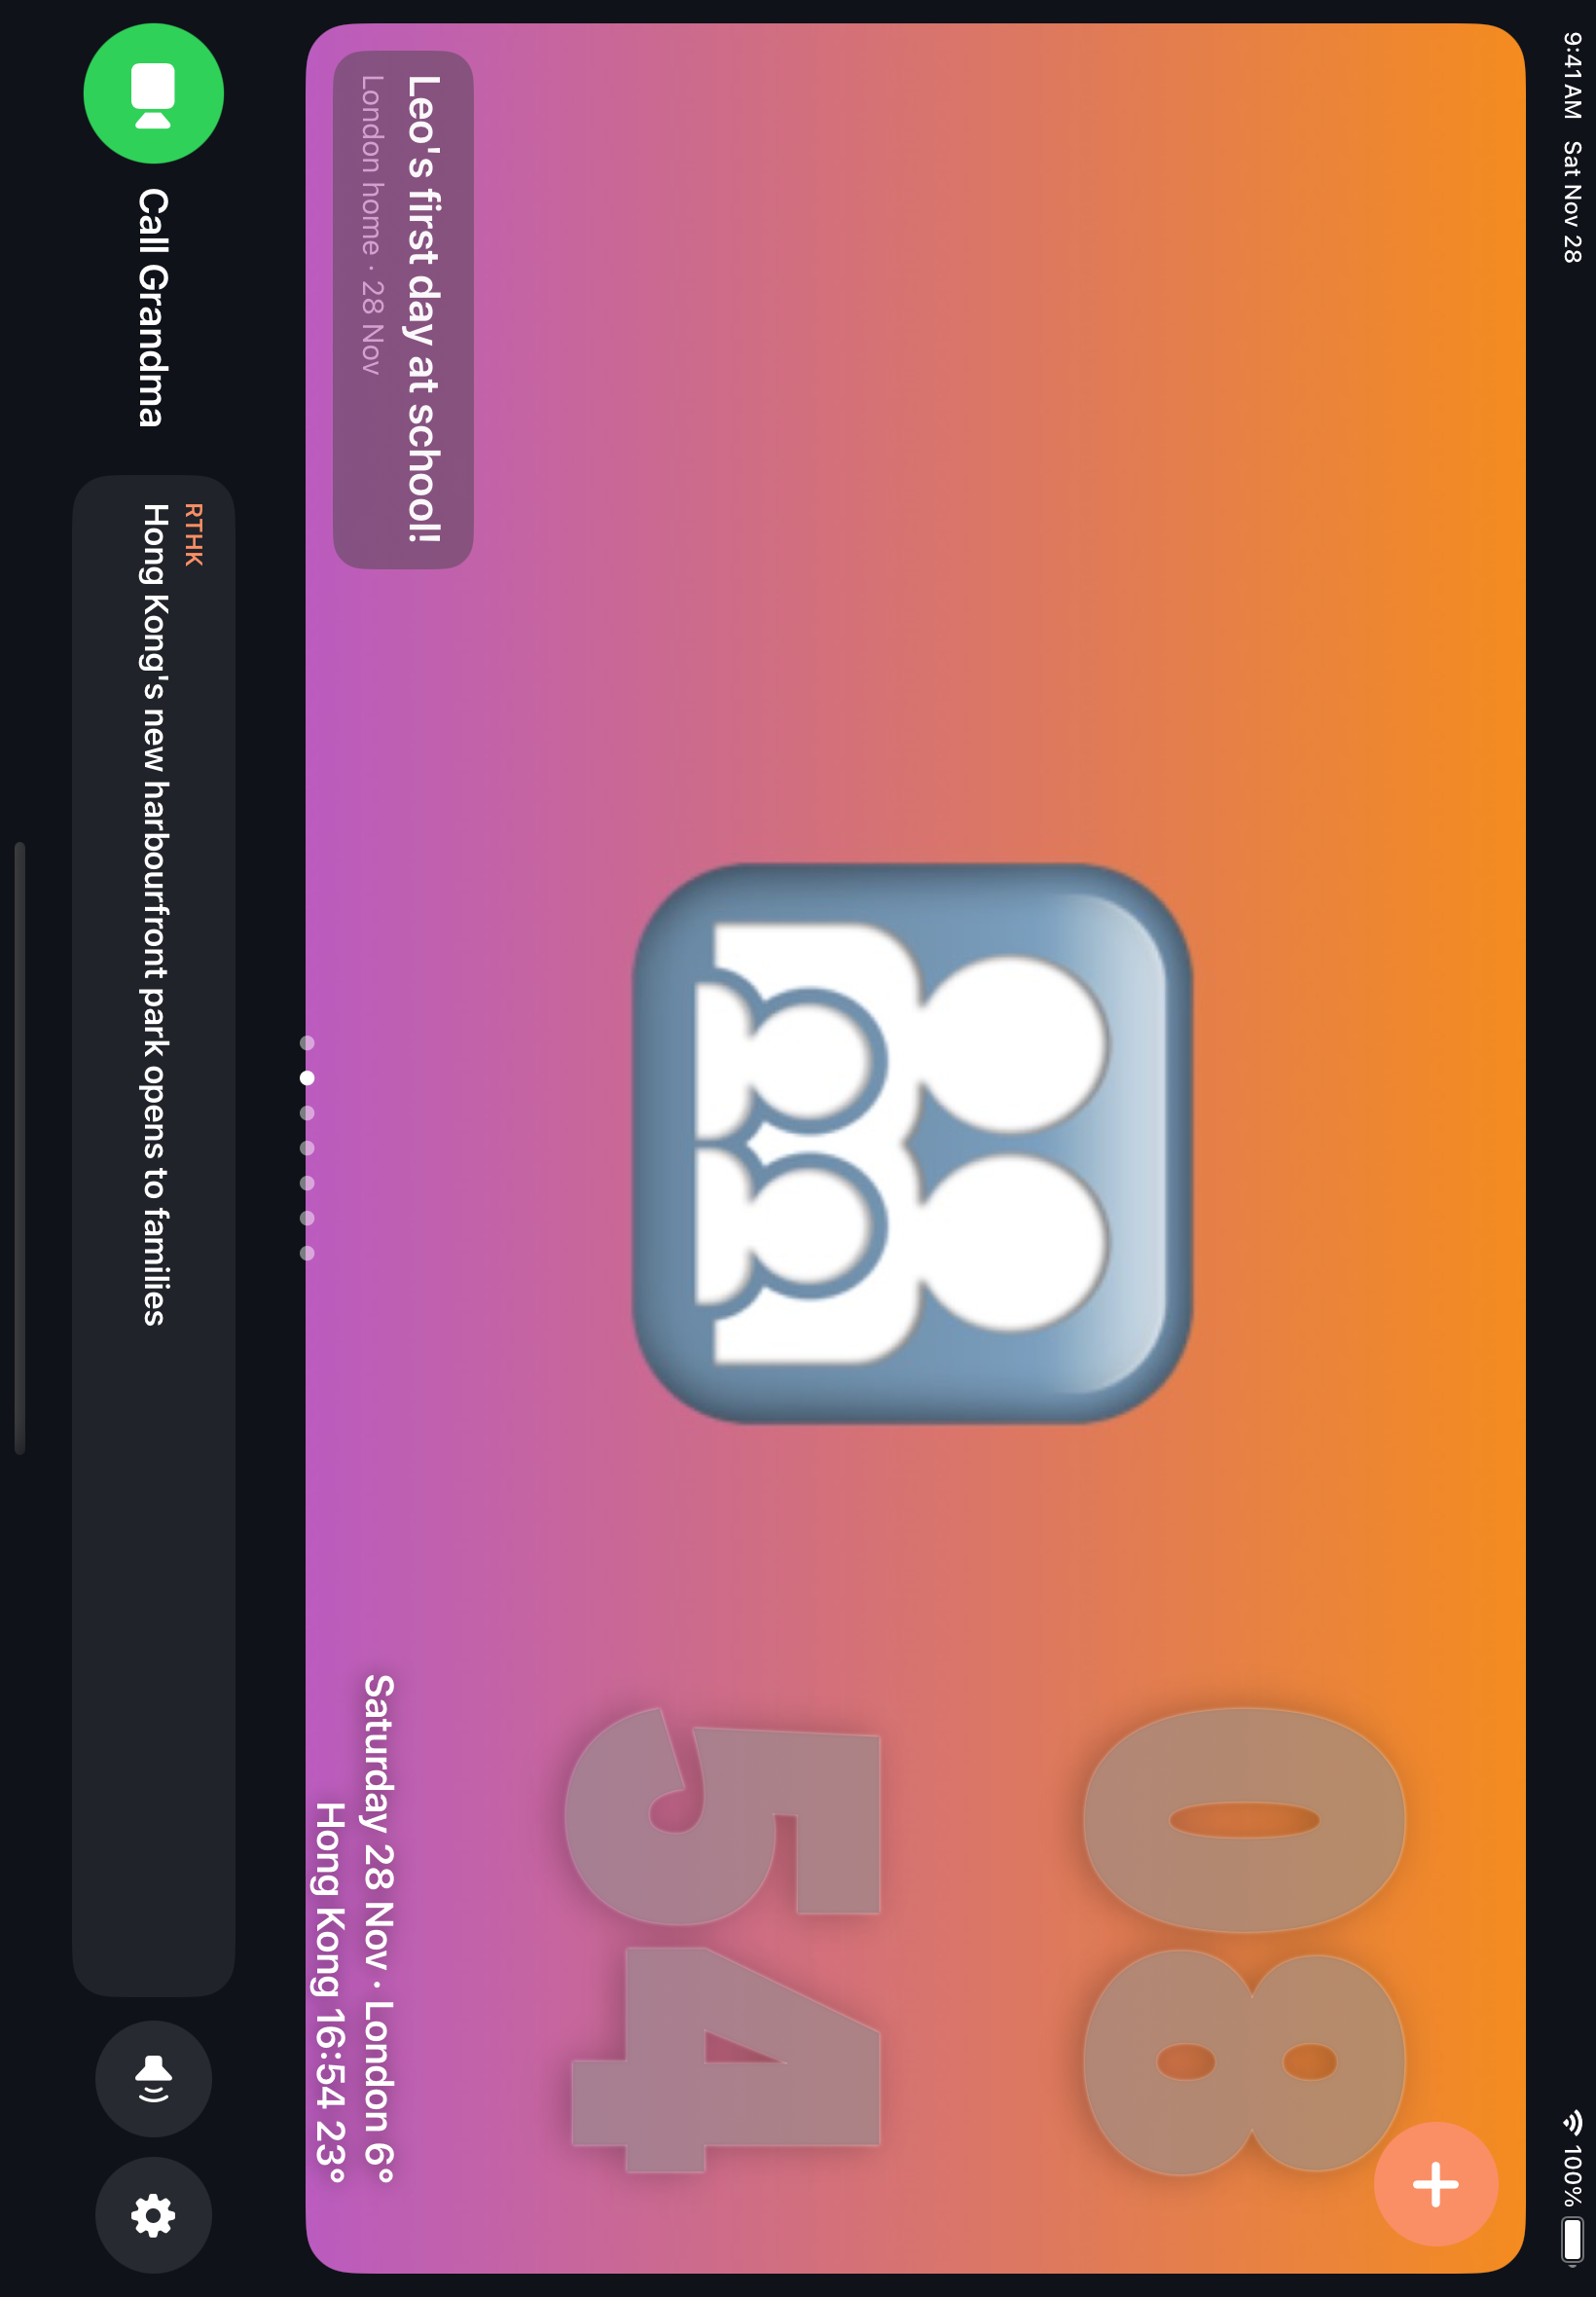 9:41 AM Sat Nov 28
100%
08
54
Saturday 28 Nov · London 6°
Hong Kong 16:54 23°
Leo's first day at school!
London home · 28 Nov
Call Grandma
RTHK
Hong Kong's new harbourfront park opens to families